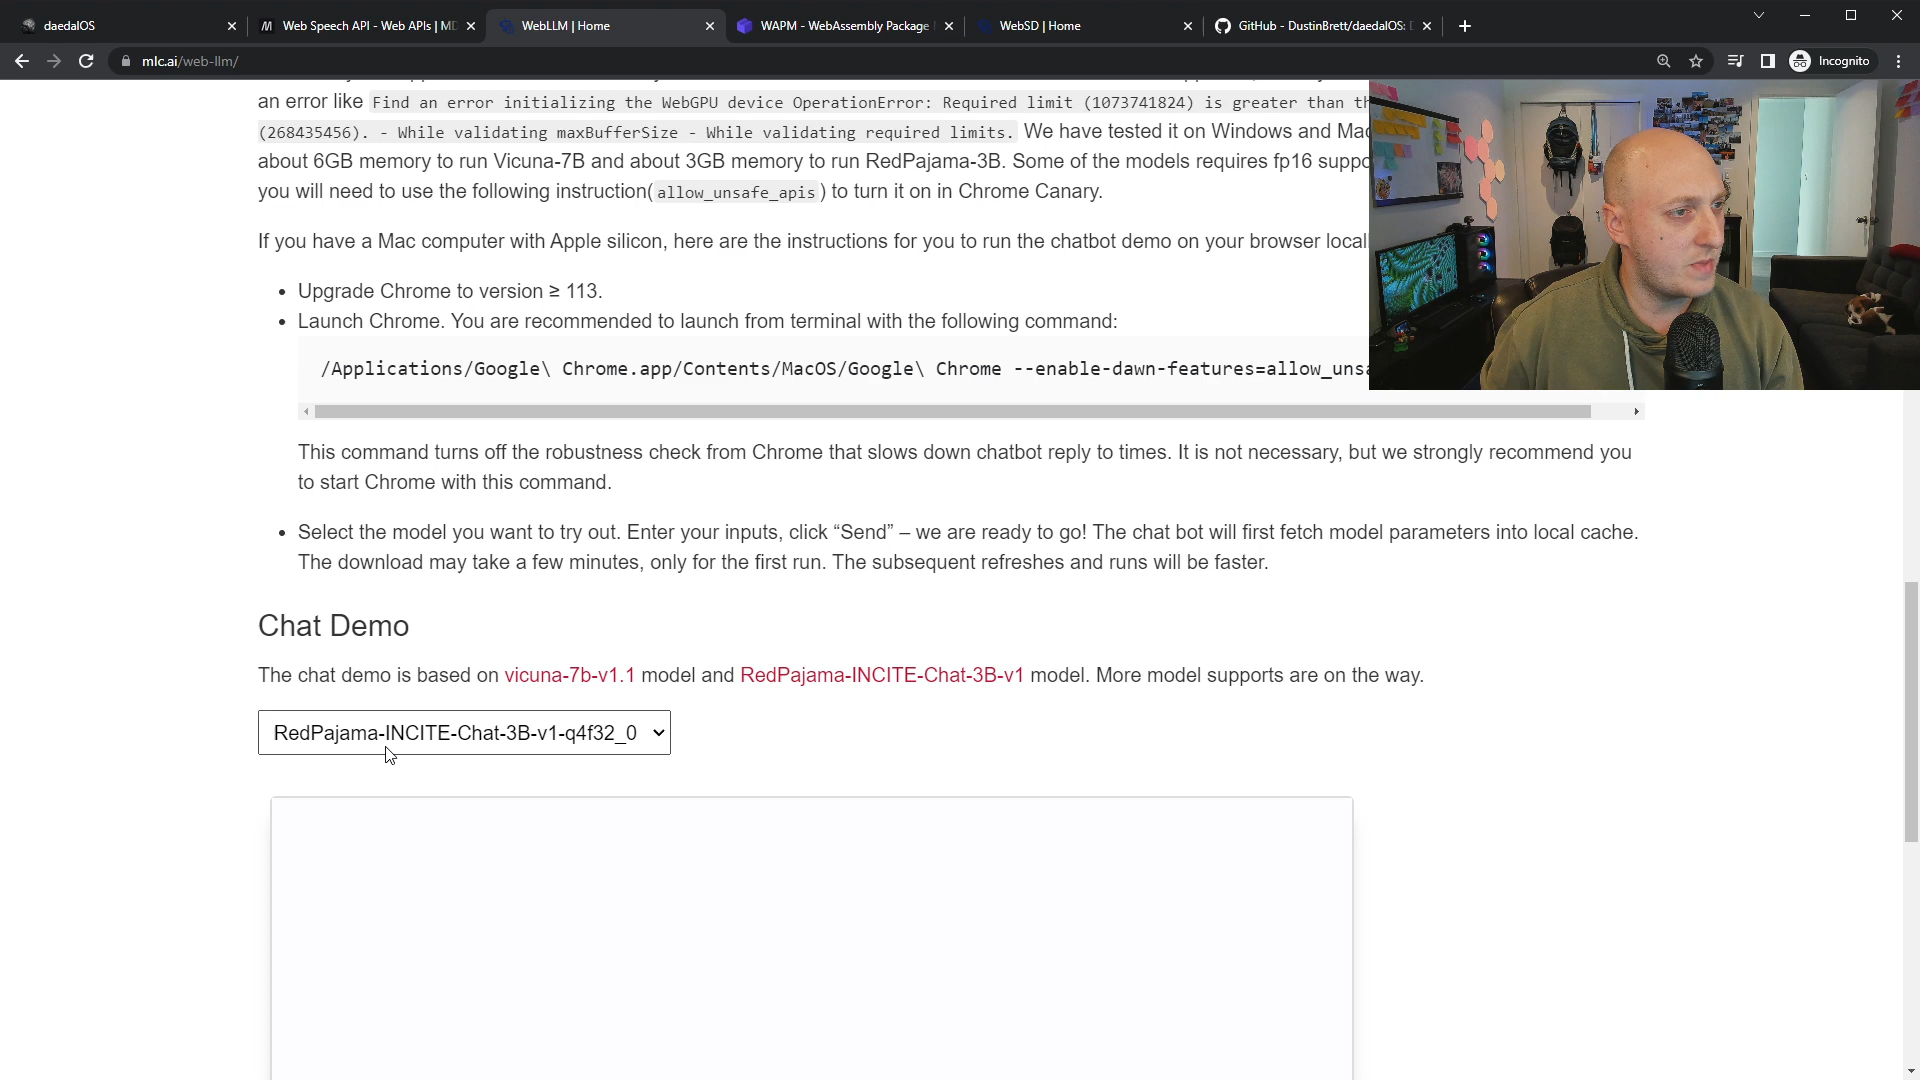 daedalOS
Web Speech API - Web APIs | MD
WebLLM | Home
WAPM - WebAssembly Package
WebSD | Home
GitHub - DustinBrett/daedalOS:
mlc.ai/web-llm/
Incognito
an error like Find an error initializing the WebGPU device OperationError: Required limit (1073741824) is greater than th
(268435456). - While validating maxBufferSize - While validating required limits. We have tested it on Windows and Mac
about 6GB memory to run Vicuna-7B and about 3GB memory to run RedPajama-3B. Some of the models requires fp16 suppo
you will need to use the following instruction( allow_unsafe_apis ) to turn it on in Chrome Canary.
If you have a Mac computer with Apple silicon, here are the instructions for you to run the chatbot demo on your browser locall
• Upgrade Chrome to version ≥ 113.
• Launch Chrome. You are recommended to launch from terminal with the following command:
/Applications/Google\ Chrome.app/Contents/MacOS/Google\ Chrome --enable-dawn-features=allow_unsa
This command turns off the robustness check from Chrome that slows down chatbot reply to times. It is not necessary, but we strongly recommend you
to start Chrome with this command.
• Select the model you want to try out. Enter your inputs, click “Send” – we are ready to go! The chat bot will first fetch model parameters into local cache.
The download may take a few minutes, only for the first run. The subsequent refreshes and runs will be faster.
Chat Demo
The chat demo is based on vicuna-7b-v1.1 model and RedPajama-INCITE-Chat-3B-v1 model. More model supports are on the way.
RedPajama-INCITE-Chat-3B-v1-q4f32_0